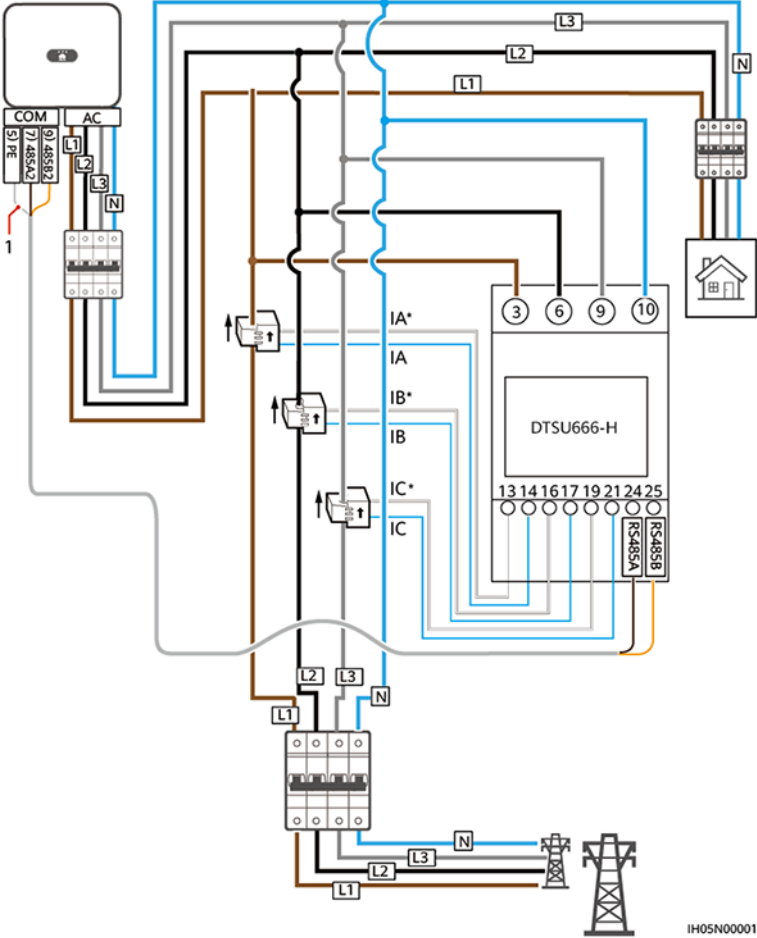 L3
L2
N
L1
COM
AC
5) PE
7) 485A2
9) 485B2
L1
L2
L3
N
1
IA*
IA
IB*
IB
IC*
IC
3
6
9
10
DTSU666-H
13 14 16 17 19 21 24 25
RS485A
RS485B
L2
L3
N
L1
N
L3
L2
L1
IH05N00001